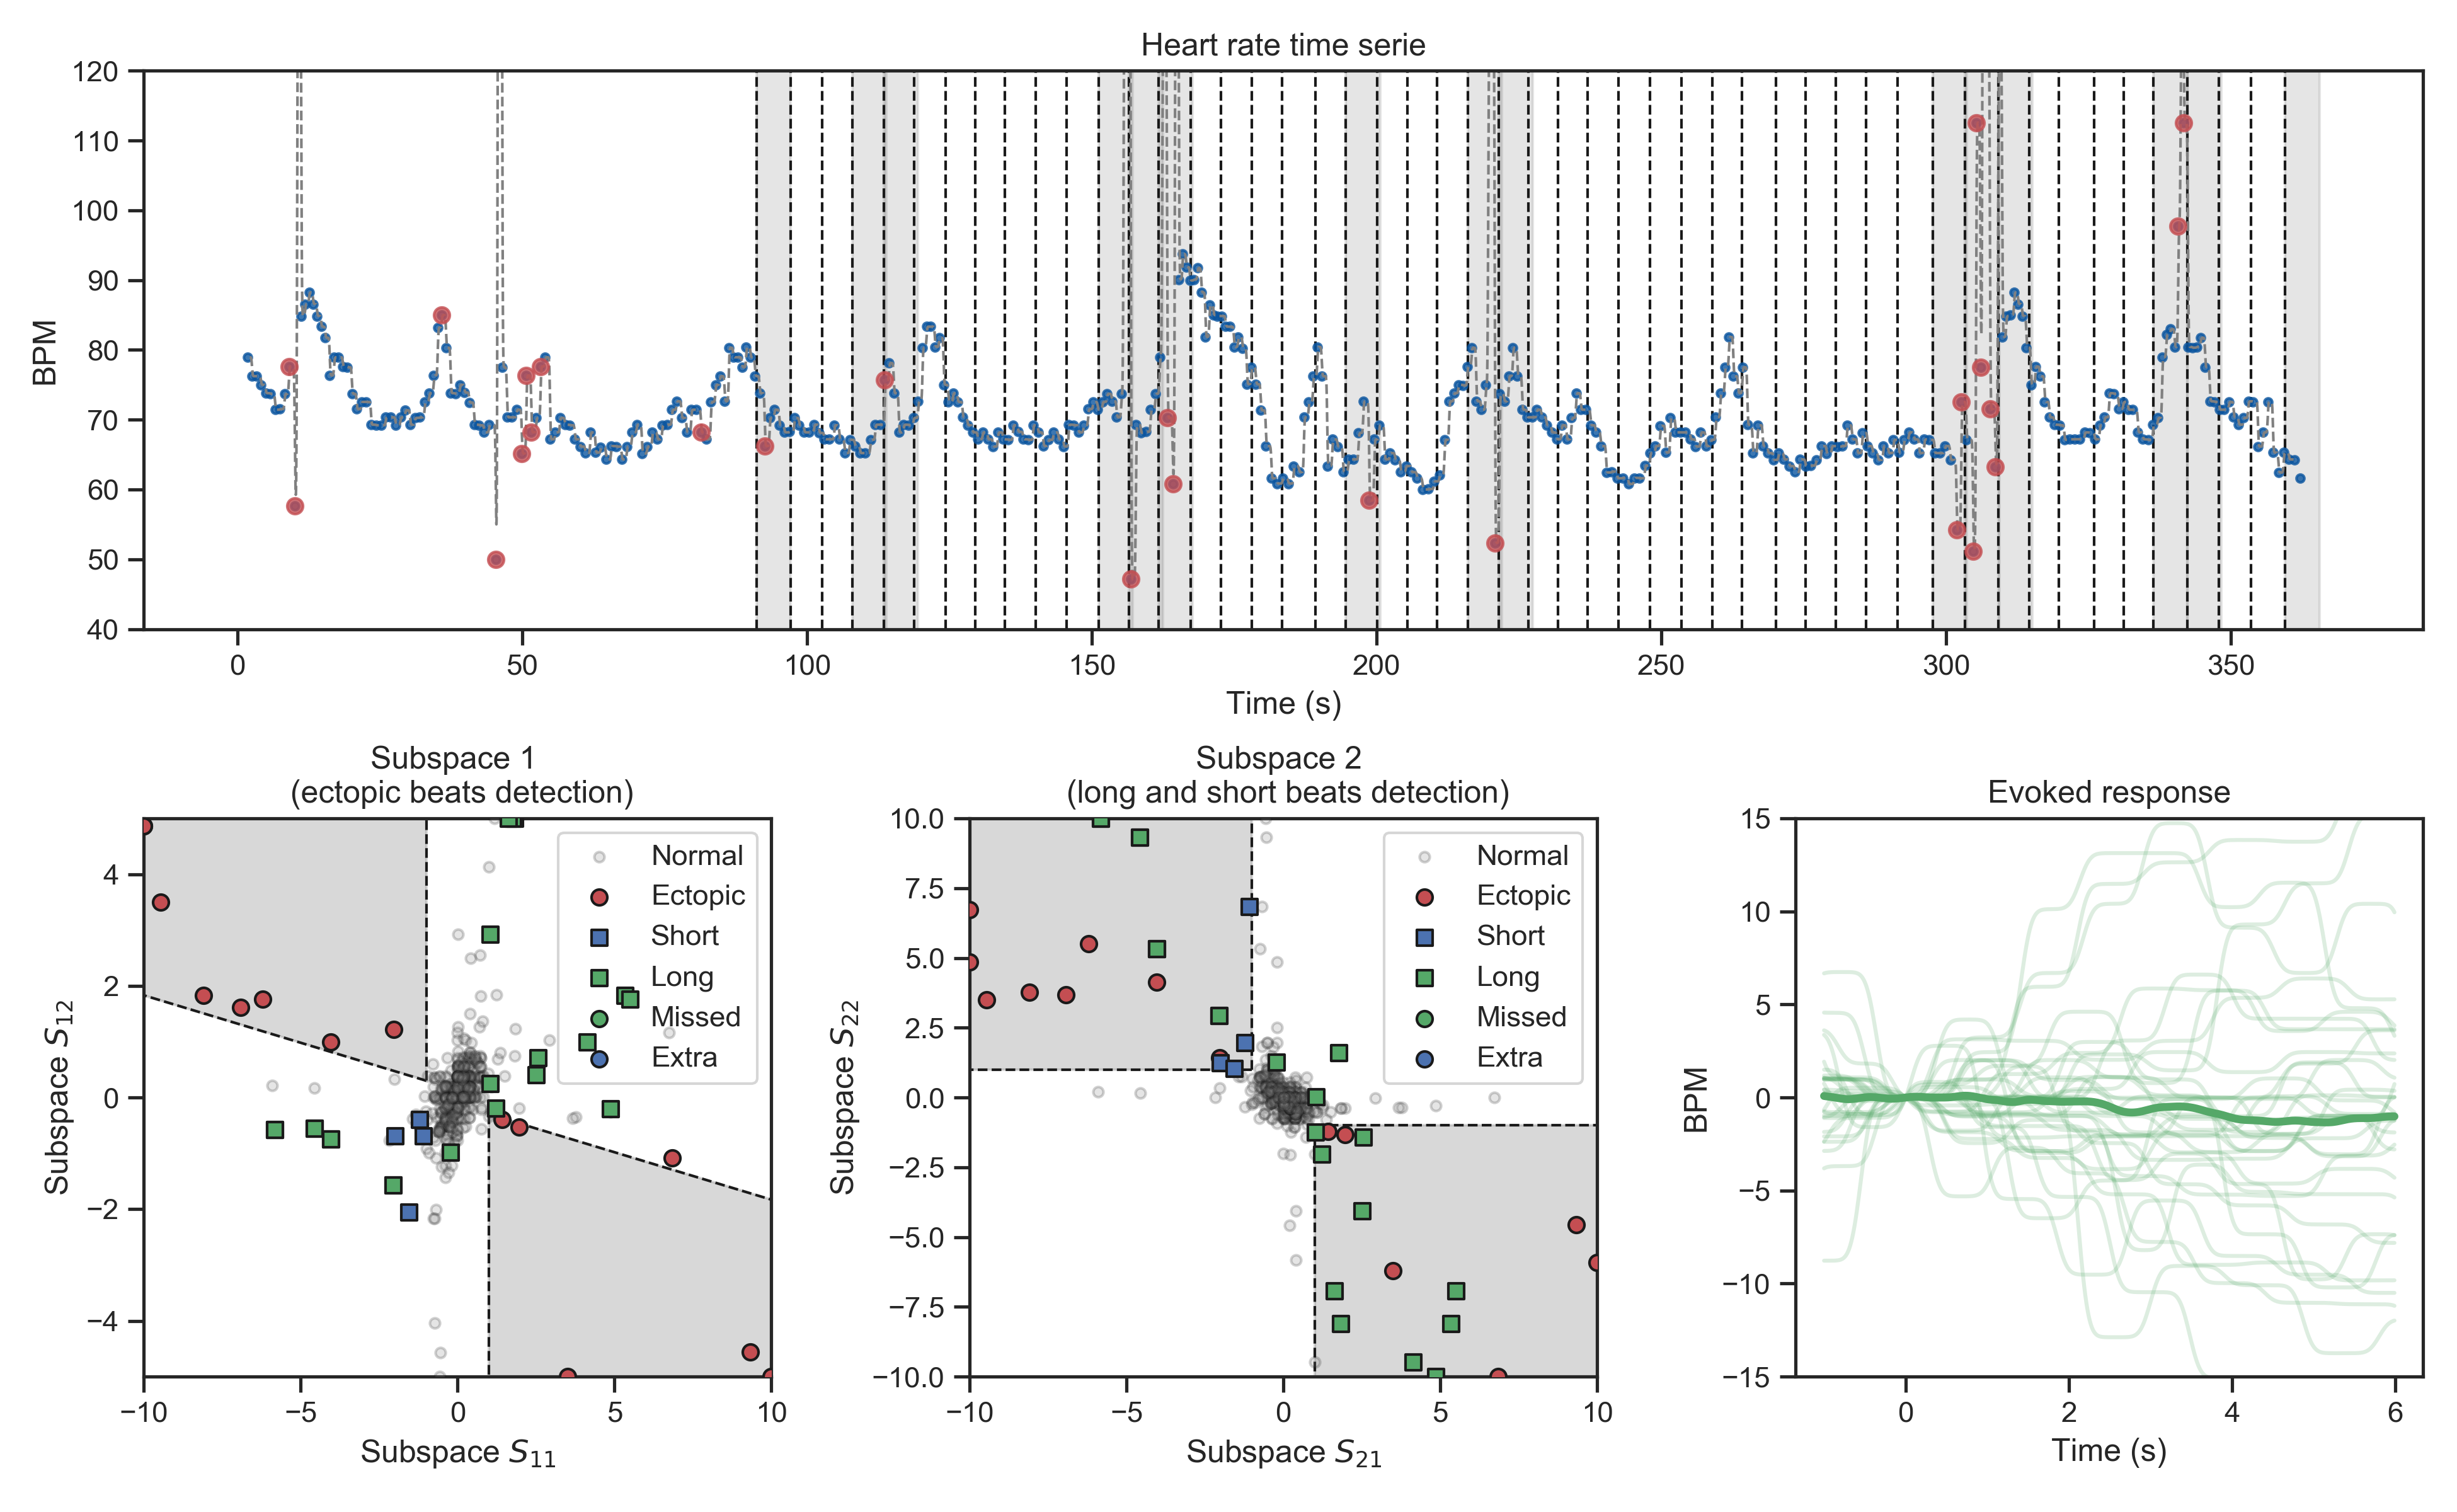 Heart rate time serie
120
110
100
90
80
70
60
50
40
BPM
0 50 100 150 200 250 300 350
Time (s)
Subspace 1
(ectopic beats detection)
4
2
0
−2
−4
Subspace S12
Normal
Ectopic
Short
Long
Missed
Extra
−10 −5 0 5 10
Subspace S11
Subspace 2
(long and short beats detection)
10.0
7.5
5.0
2.5
0.0
−2.5
−5.0
−7.5
−10.0
Subspace S22
Normal
Ectopic
Short
Long
Missed
Extra
−10 −5 0 5 10
Subspace S21
Evoked response
15
10
5
0
−5
−10
−15
BPM
0 2 4 6
Time (s)